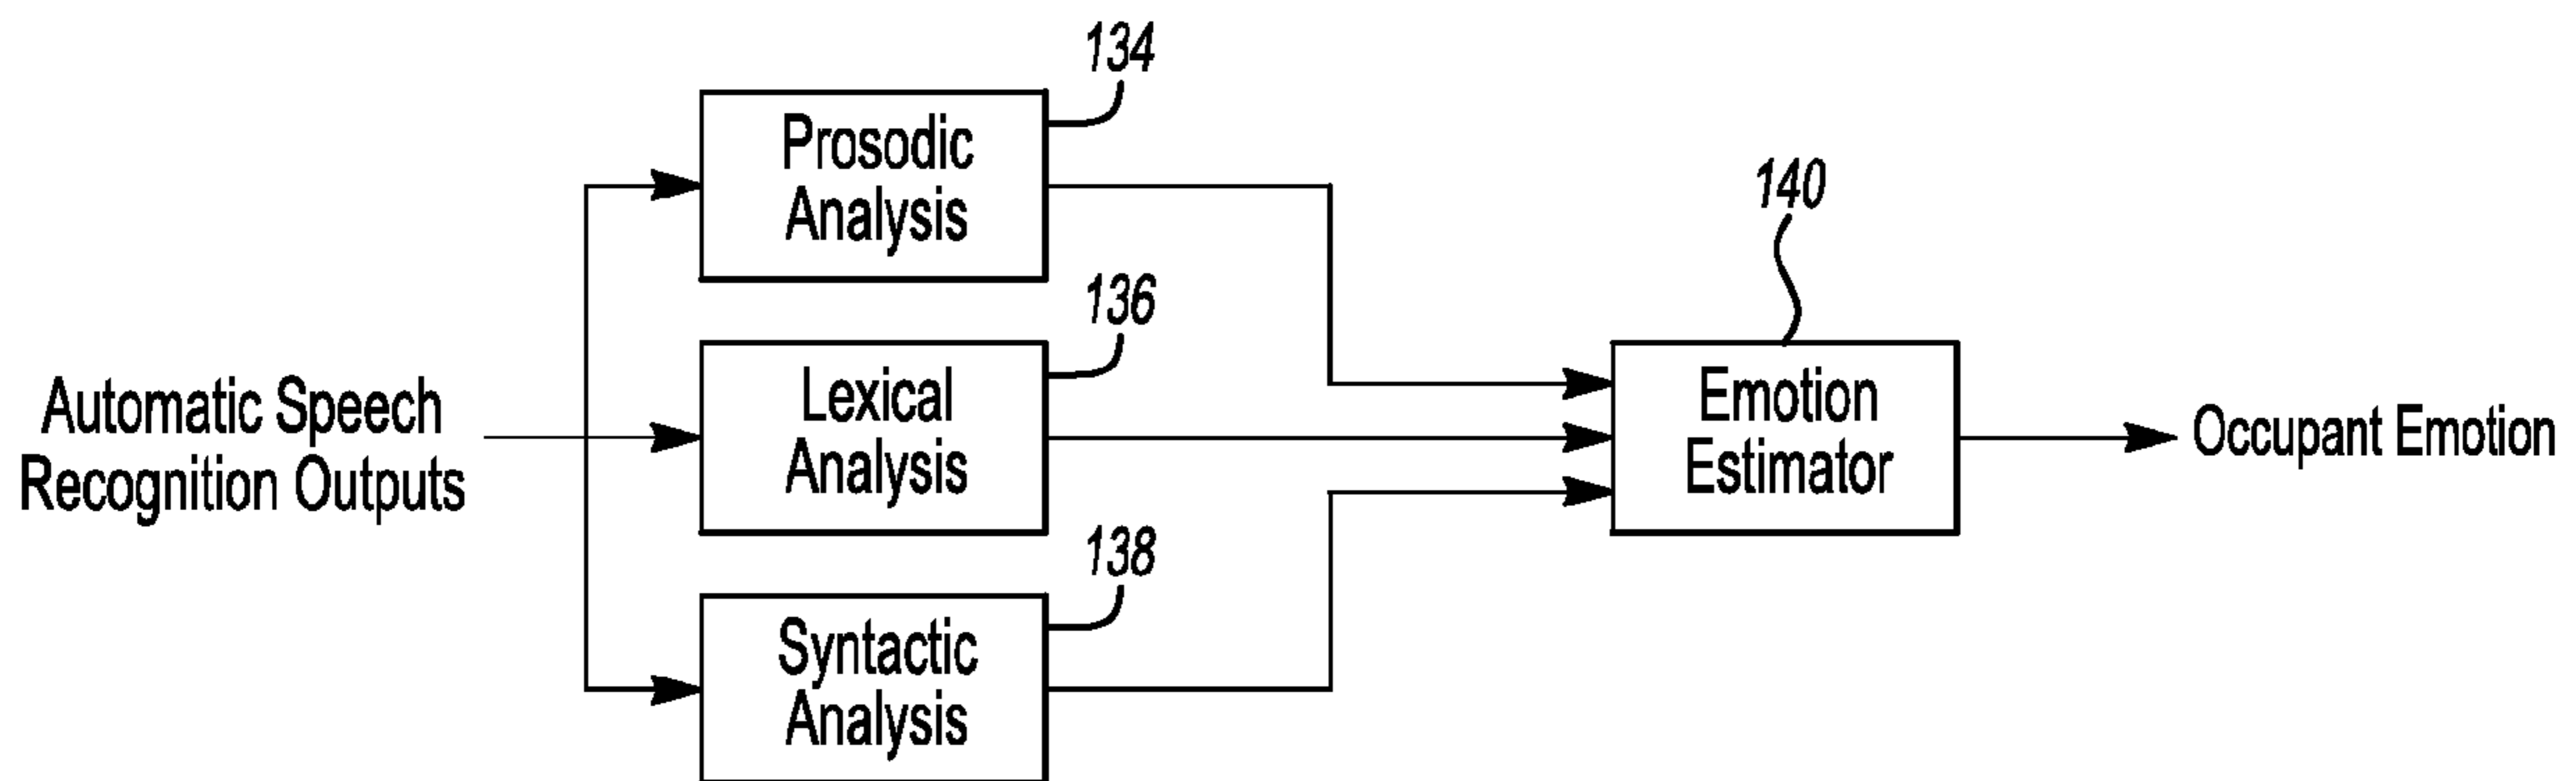 134
Prosodic
Analysis
140
136
Automatic Speech
Recognition Outputs
Lexical
Analysis
Emotion
Estimator
Occupant Emotion
138
Syntactic
Analysis